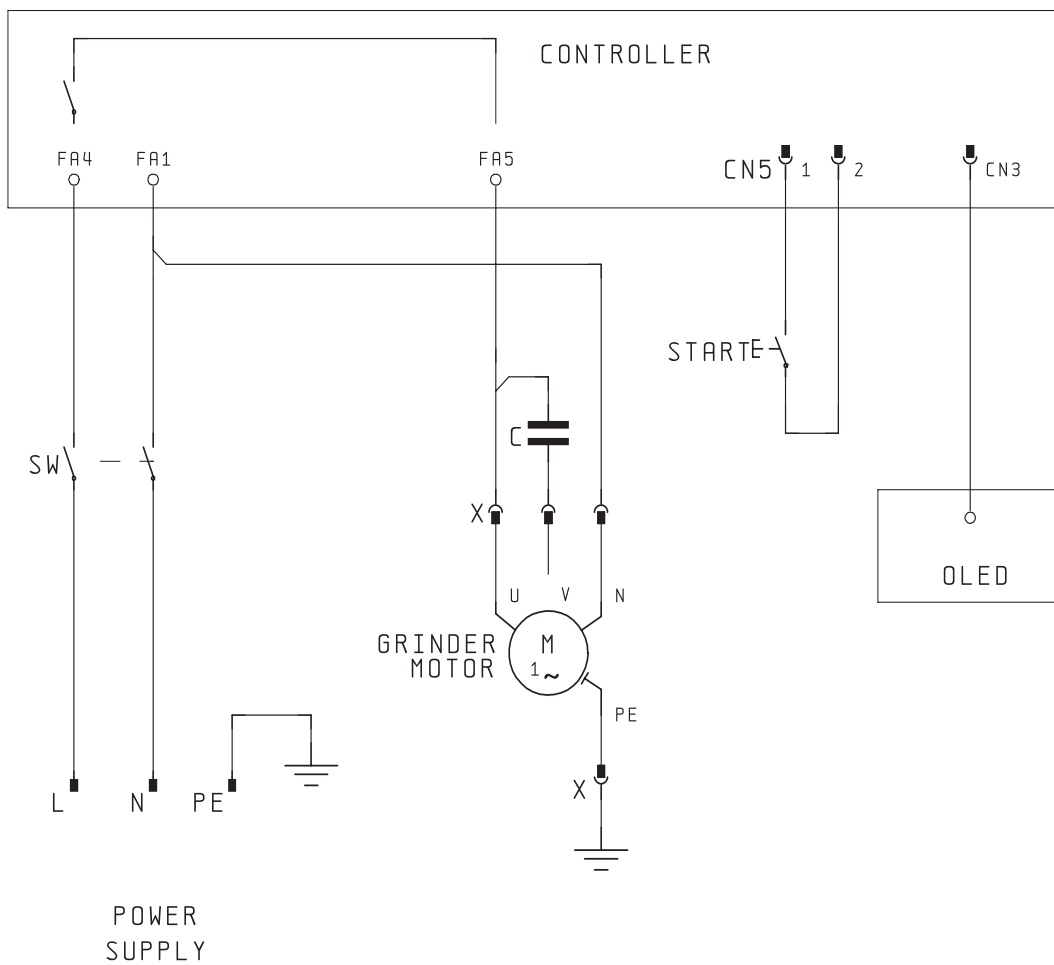 CONTROLLER
FA4
FA1
FA5
CN5
1
2
CN3
START
SW
C
X
OLED
U
V
N
GRINDER
MOTOR
M
1~
PE
L
N
PE
X
POWER
SUPPLY